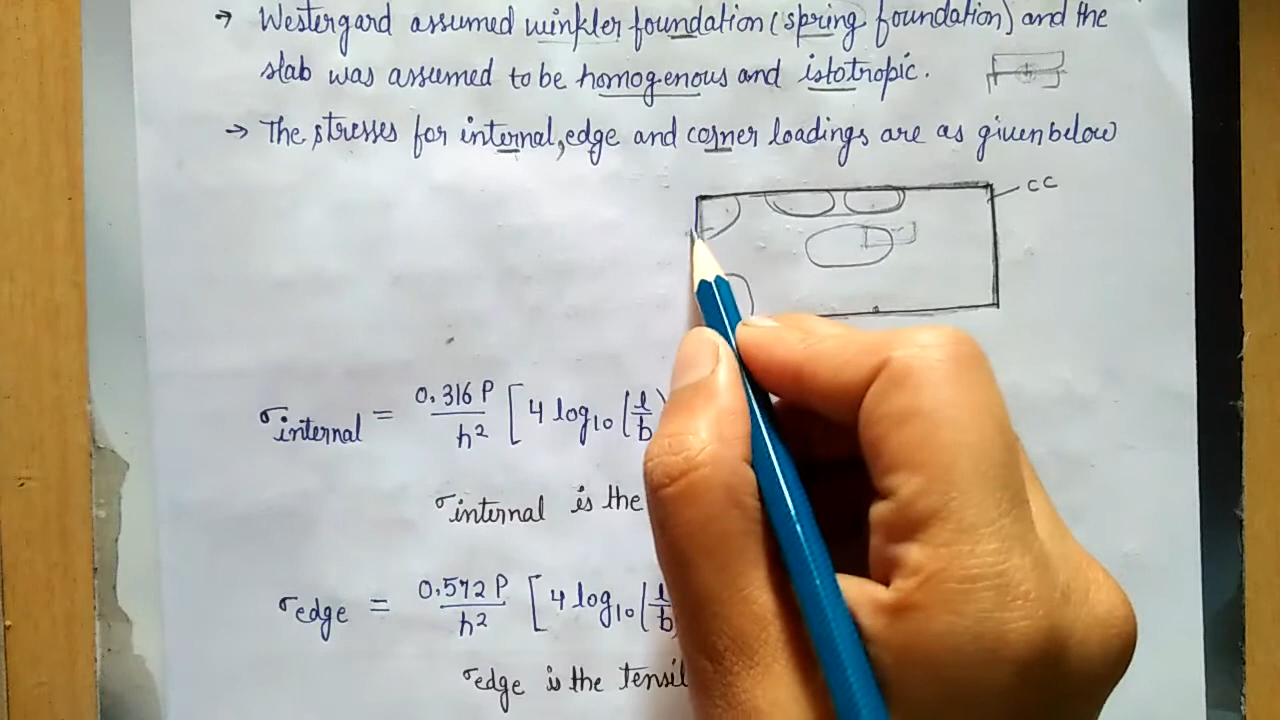 → Westergard assumed winkler foundation (spring foundation) and the
slab was assumed to be homogenous and istotropic.
→ The stresses for internal, edge and corner loadings are as given below
CC
σinternal = 0.316 P / h² [4 log10 (l/b)
σinternal is the
σedge = 0.572 P / h² [4 log10 (l/b)
σedge is the tensil